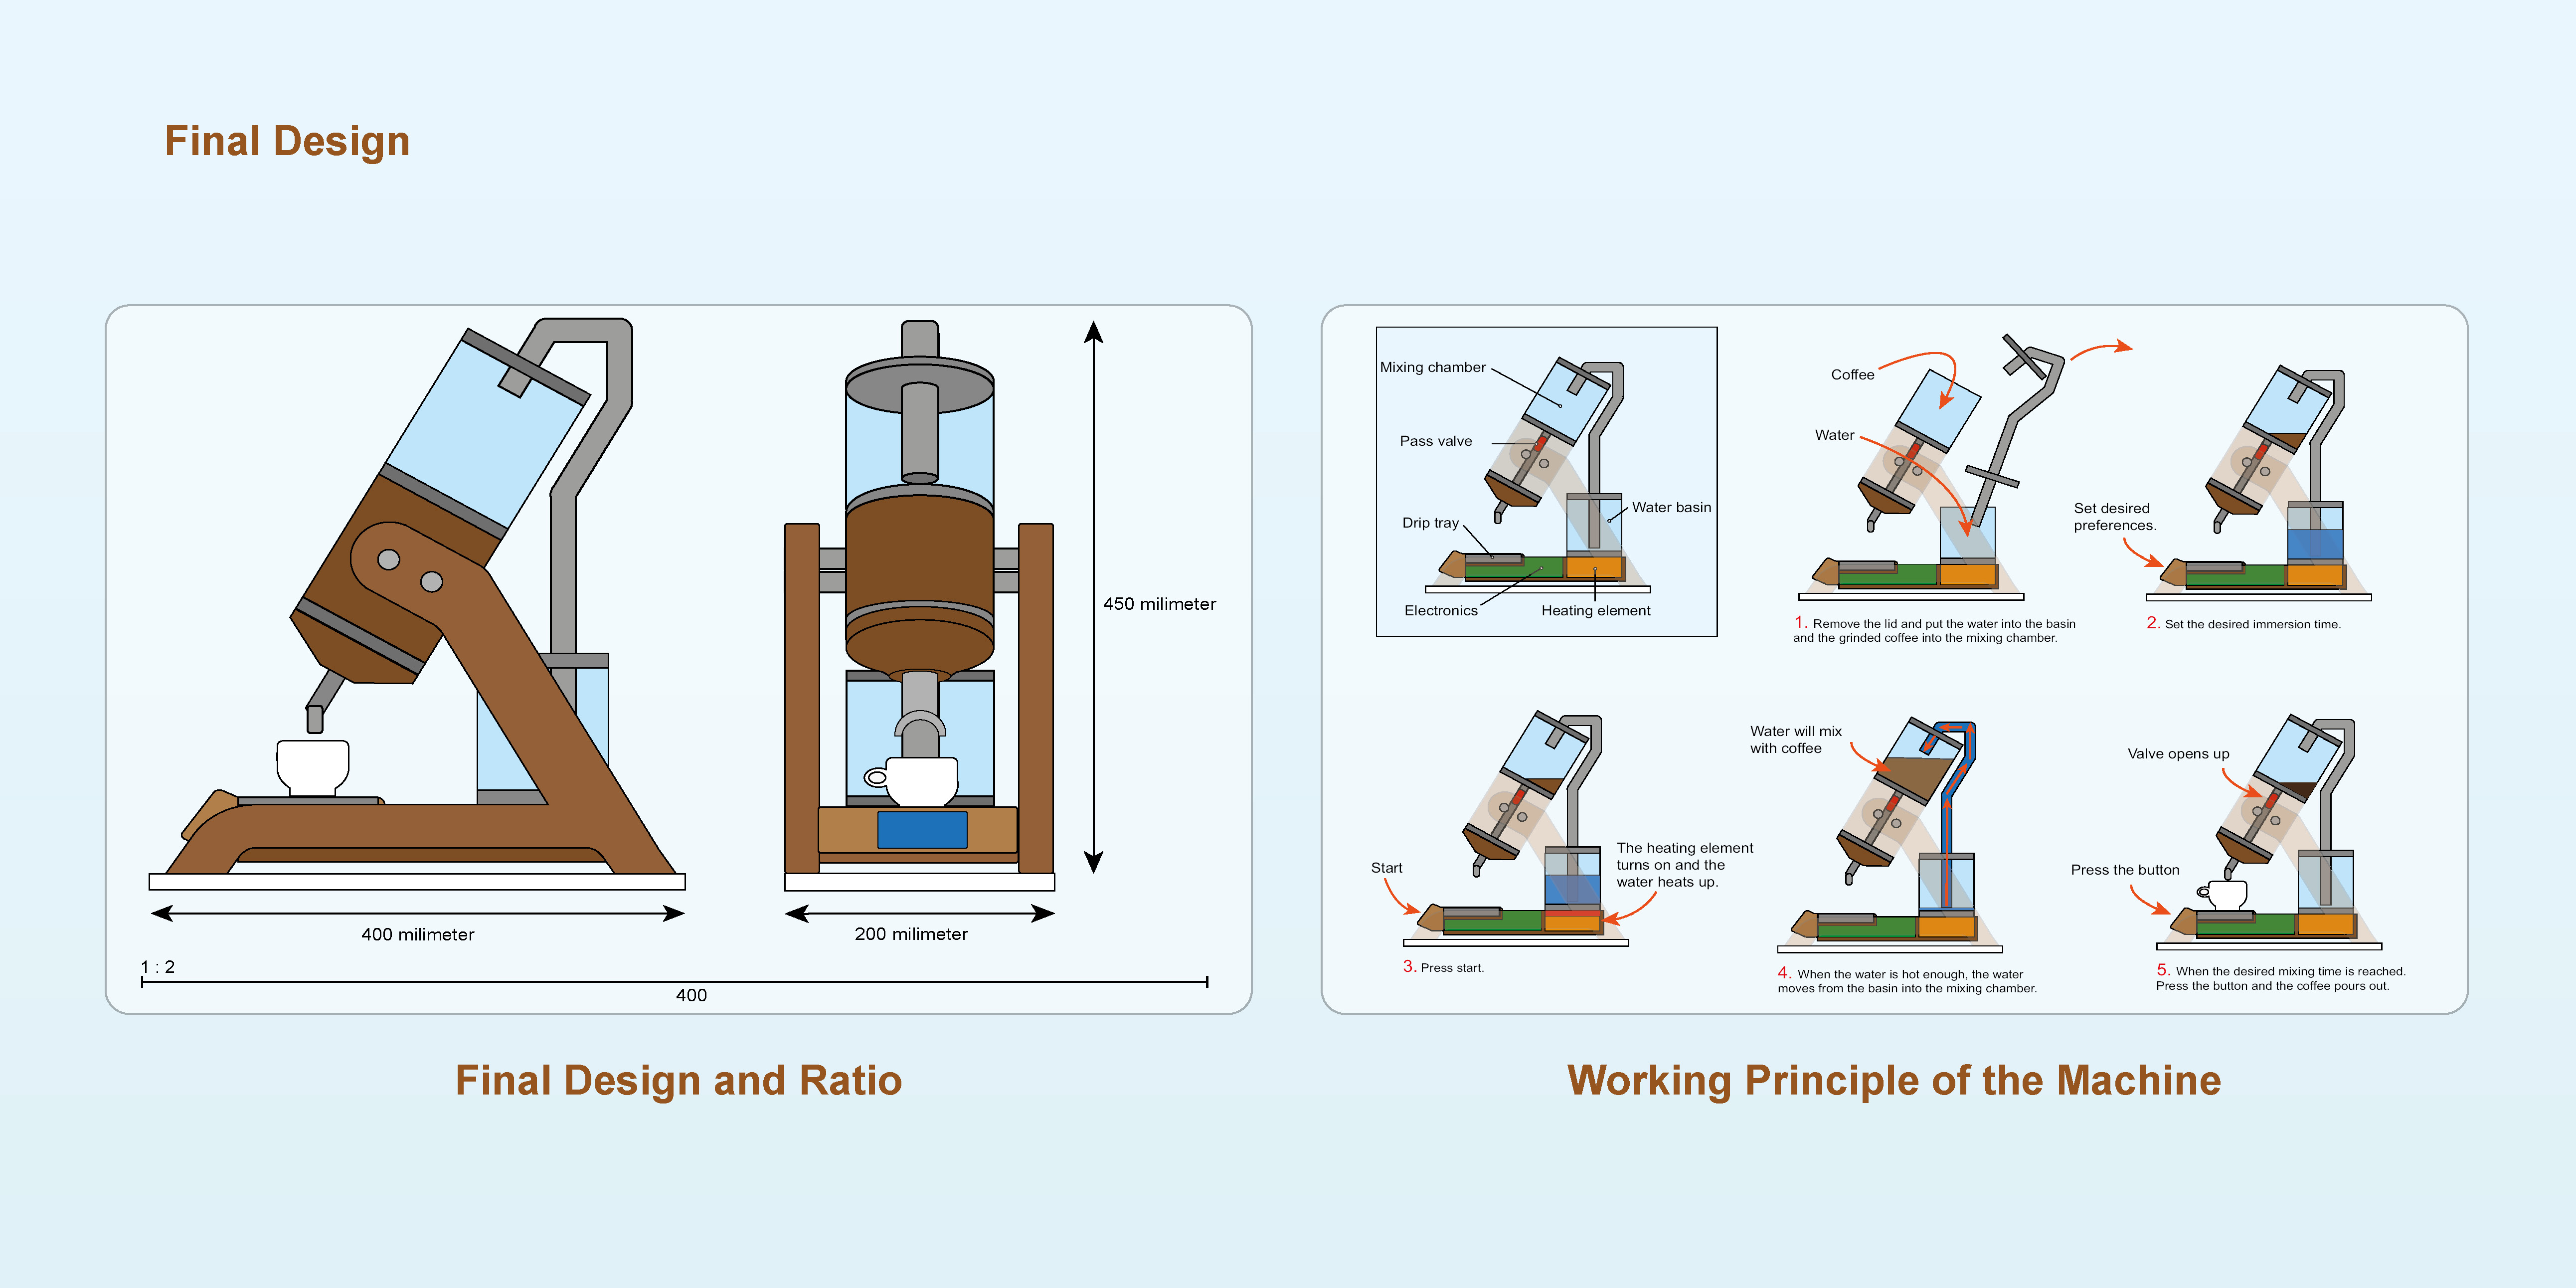 Final Design
450 milimeter
400 milimeter
200 milimeter
1 : 2
400
Final Design and Ratio
Mixing chamber
Pass valve
Drip tray
Water basin
Electronics
Heating element
Coffee
Water
1. Remove the lid and put the water into the basin
and the grinded coffee into the mixing chamber.
Set desired
preferences.
2. Set the desired immersion time.
Start
The heating element
turns on and the
water heats up.
3. Press start.
Water will mix
with coffee
4. When the water is hot enough, the water
moves from the basin into the mixing chamber.
Valve opens up
Press the button
5. When the desired mixing time is reached.
Press the button and the coffee pours out.
Working Principle of the Machine